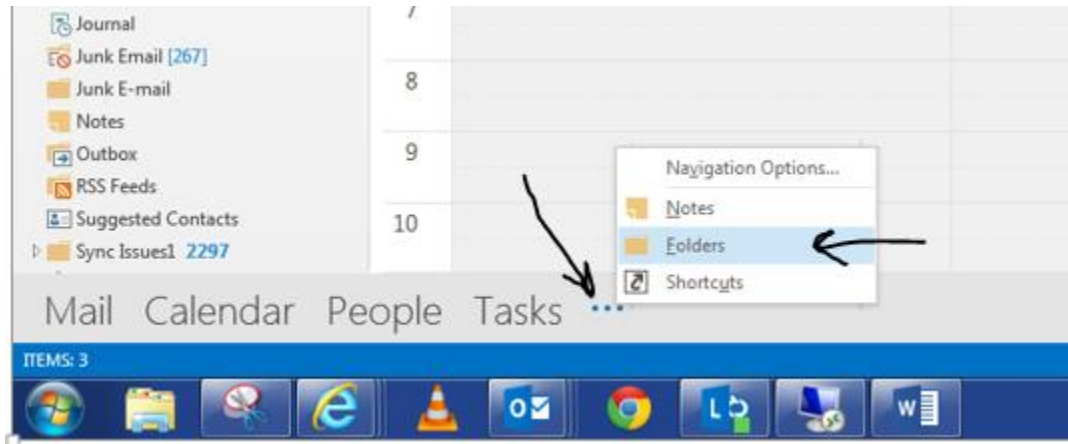 Journal
Junk Email [267]
Junk E-mail
Notes
Outbox
RSS Feeds
Suggested Contacts
Sync Issues1 2297
7
8
9
10
Navigation Options...
Notes
Folders
Shortcuts
Mail Calendar People Tasks ...
ITEMS: 3